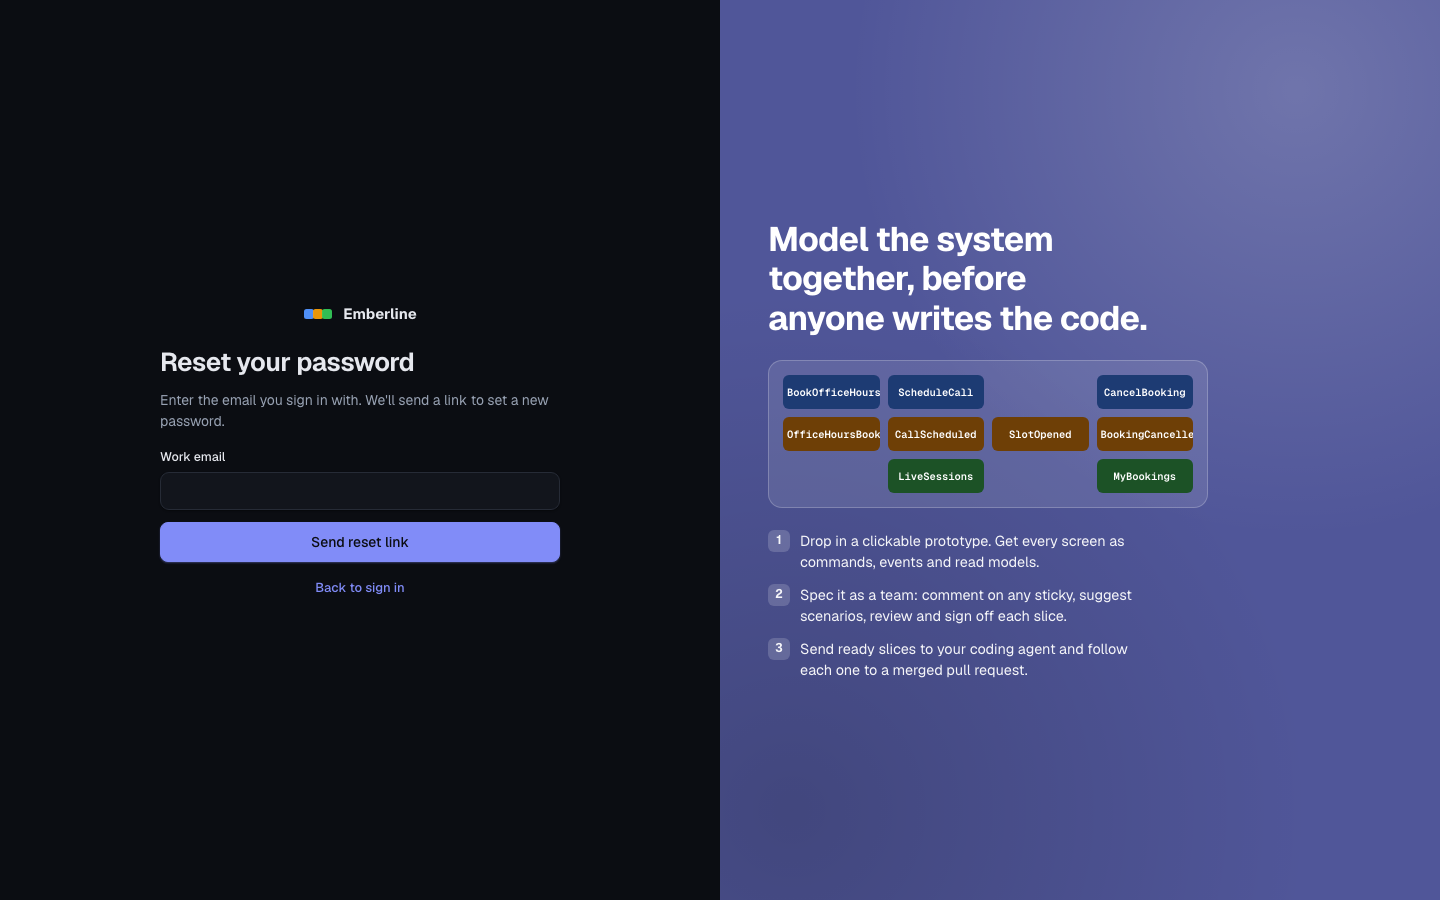 Emberline
Reset your password
Enter the email you sign in with. We'll send a link to set a new
password.
Work email
Send reset link
Back to sign in
Model the system
together, before
anyone writes the code.
BookOfficeHours
ScheduleCall
CancelBooking
OfficeHoursBook
CallScheduled
SlotOpened
BookingCancelle
LiveSessions
MyBookings
1 Drop in a clickable prototype. Get every screen as
commands, events and read models.
2 Spec it as a team: comment on any sticky, suggest
scenarios, review and sign off each slice.
3 Send ready slices to your coding agent and follow
each one to a merged pull request.